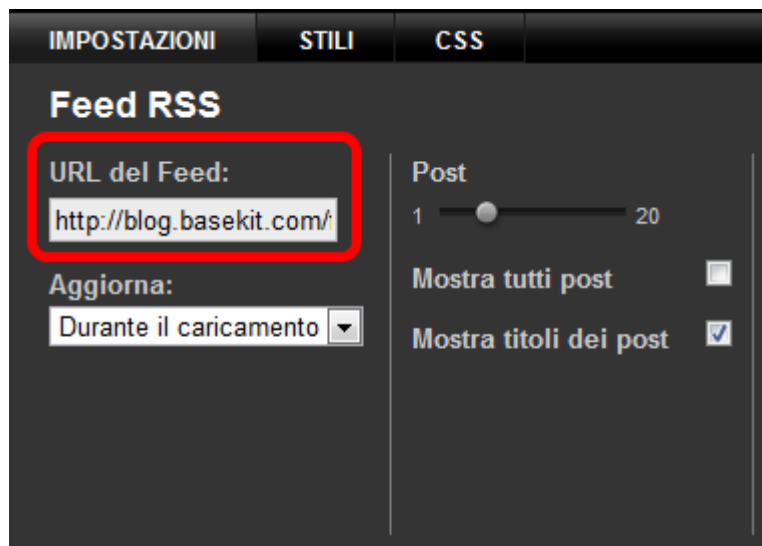 IMPOSTAZIONI STILI CSS
Feed RSS
URL del Feed:
http://blog.basekit.com/
Aggiorna:
Durante il caricamento
Post
1 20
Mostra tutti post
Mostra titoli dei post